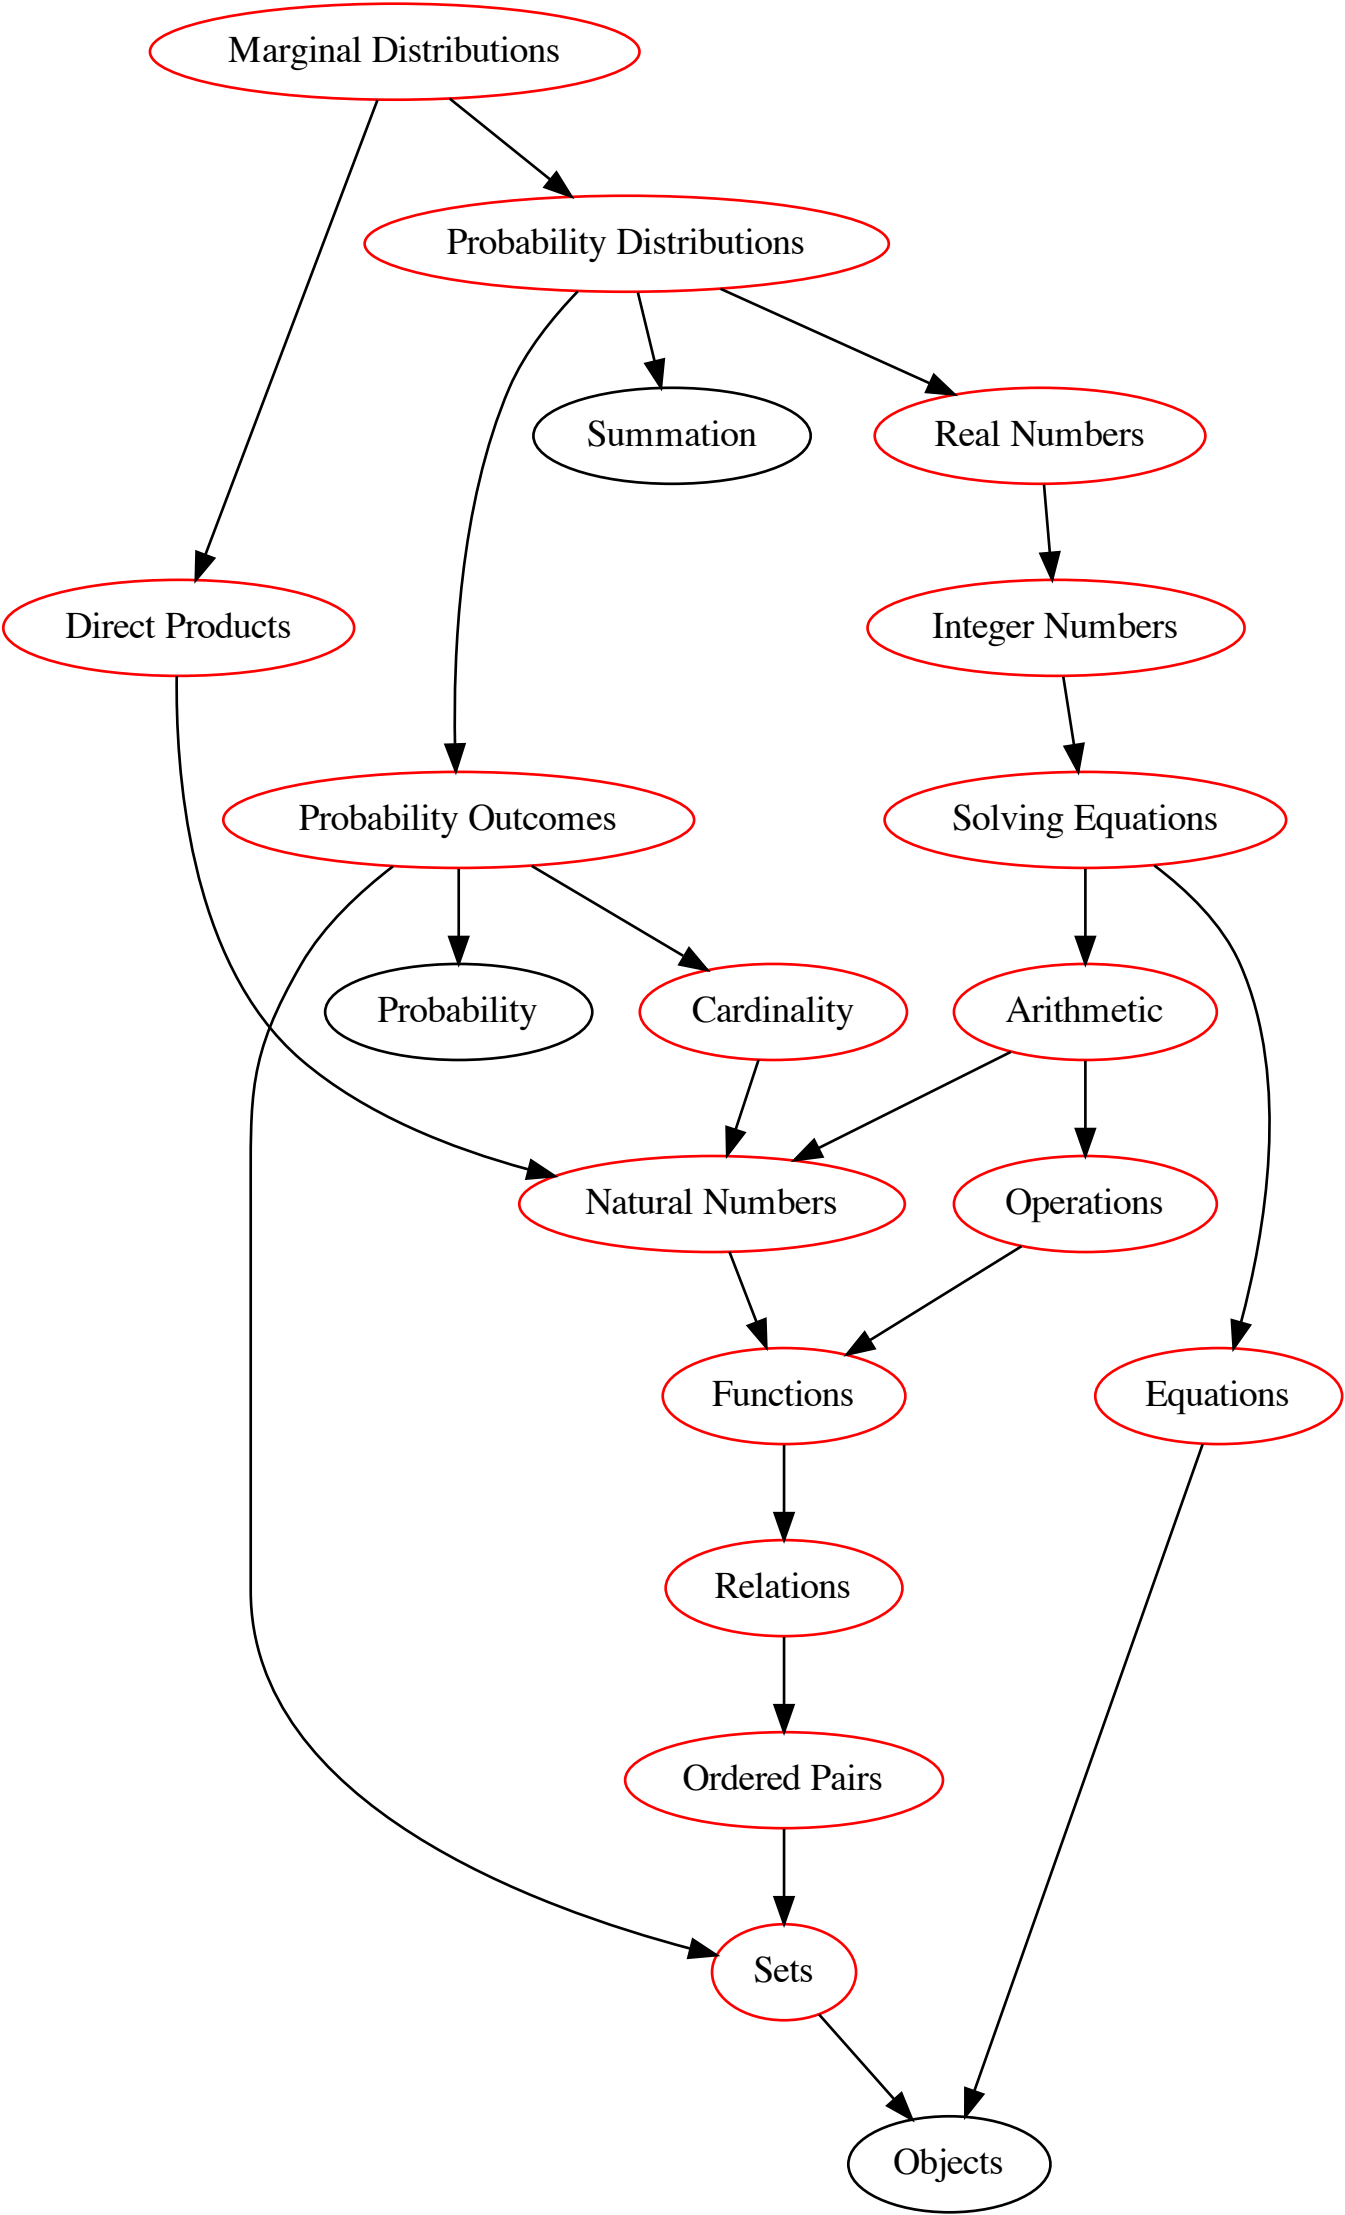 Marginal Distributions
Probability Distributions
Summation
Real Numbers
Direct Products
Integer Numbers
Probability Outcomes
Solving Equations
Probability
Cardinality
Arithmetic
Natural Numbers
Operations
Functions
Equations
Relations
Ordered Pairs
Sets
Objects